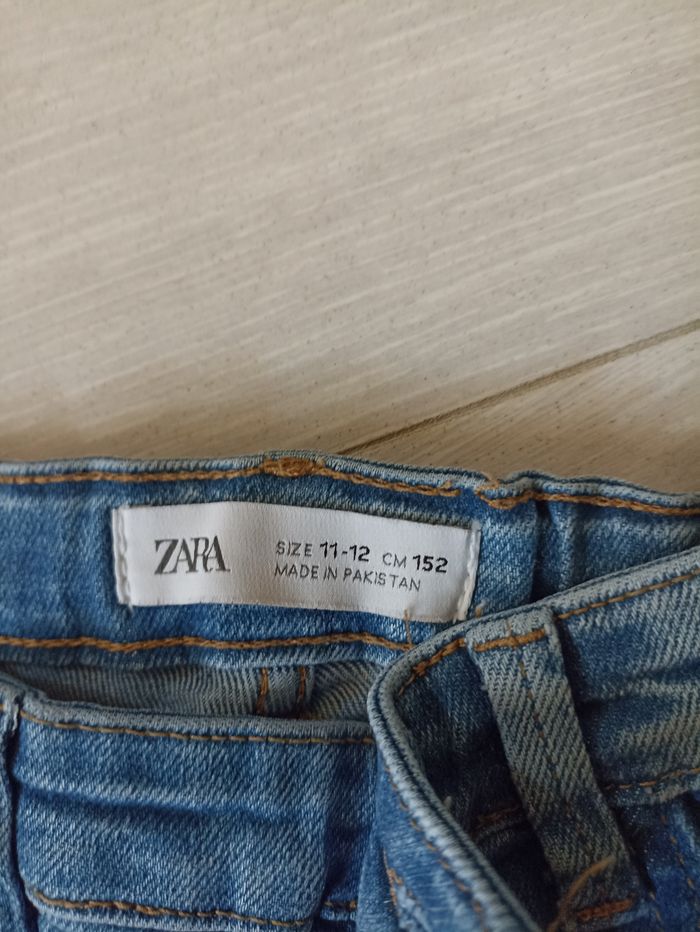 ZARA
SIZE 11-12 CM 152
MADE IN PAKISTAN